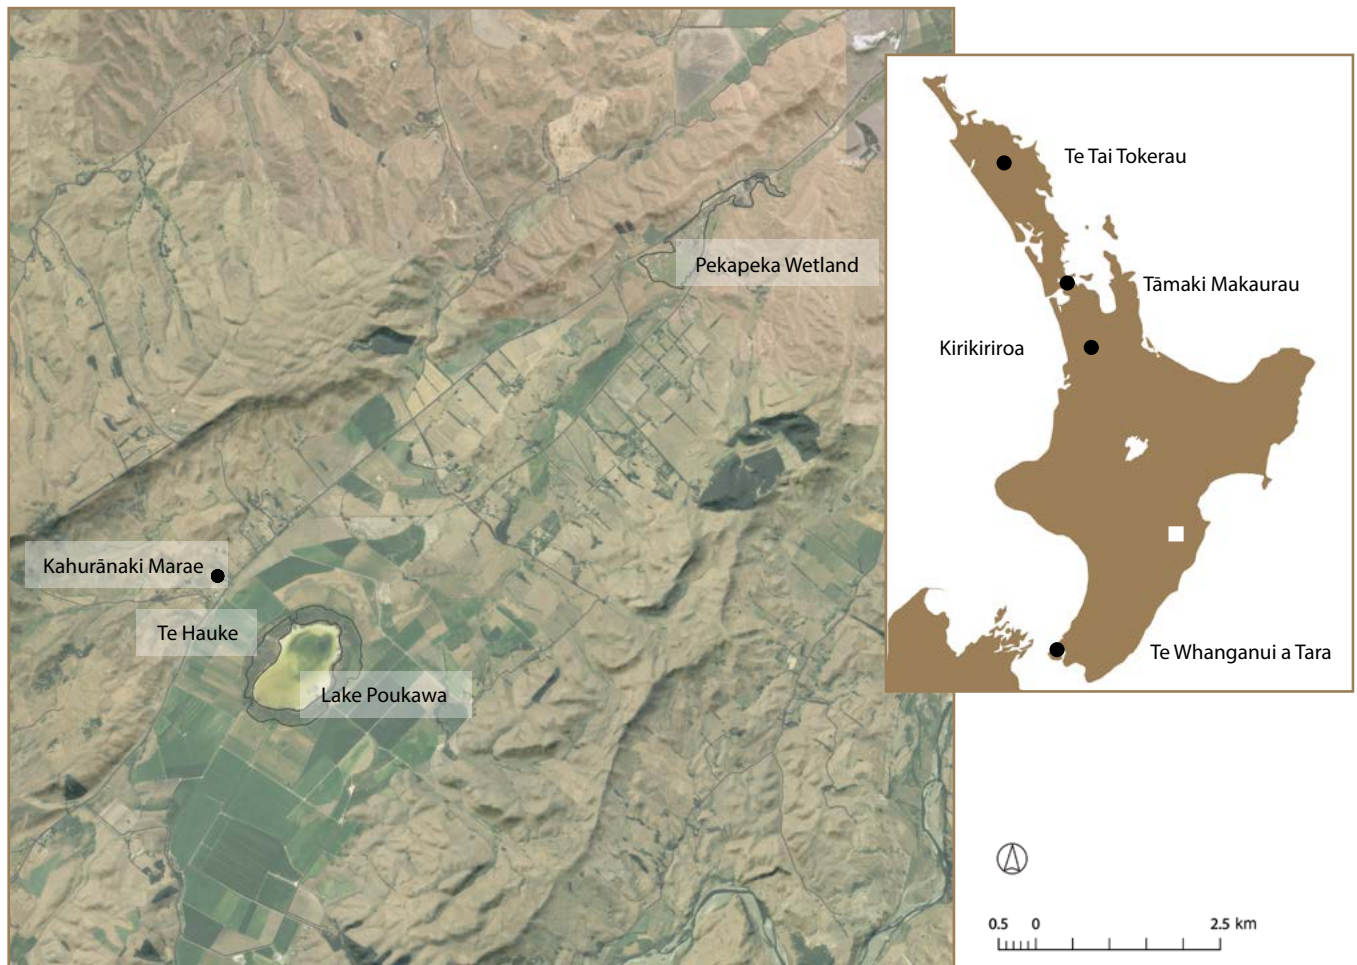 Pekapeka Wetland
Kahurānaki Marae
Te Hauke
Lake Poukawa
Te Tai Tokerau
Tāmaki Makaurau
Kirikiriroa
Te Whanganui a Tara
0.5 0 2.5 km